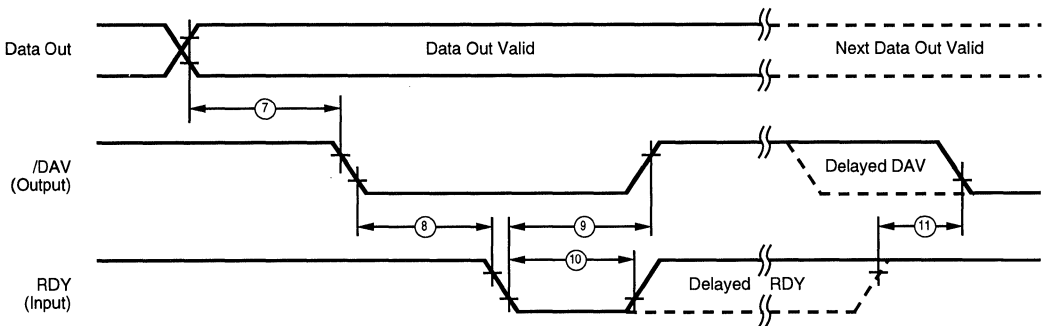 Data Out
Data Out Valid
Next Data Out Valid
7
/DAV
(Output)
Delayed DAV
8
9
11
10
RDY
(Input)
Delayed RDY